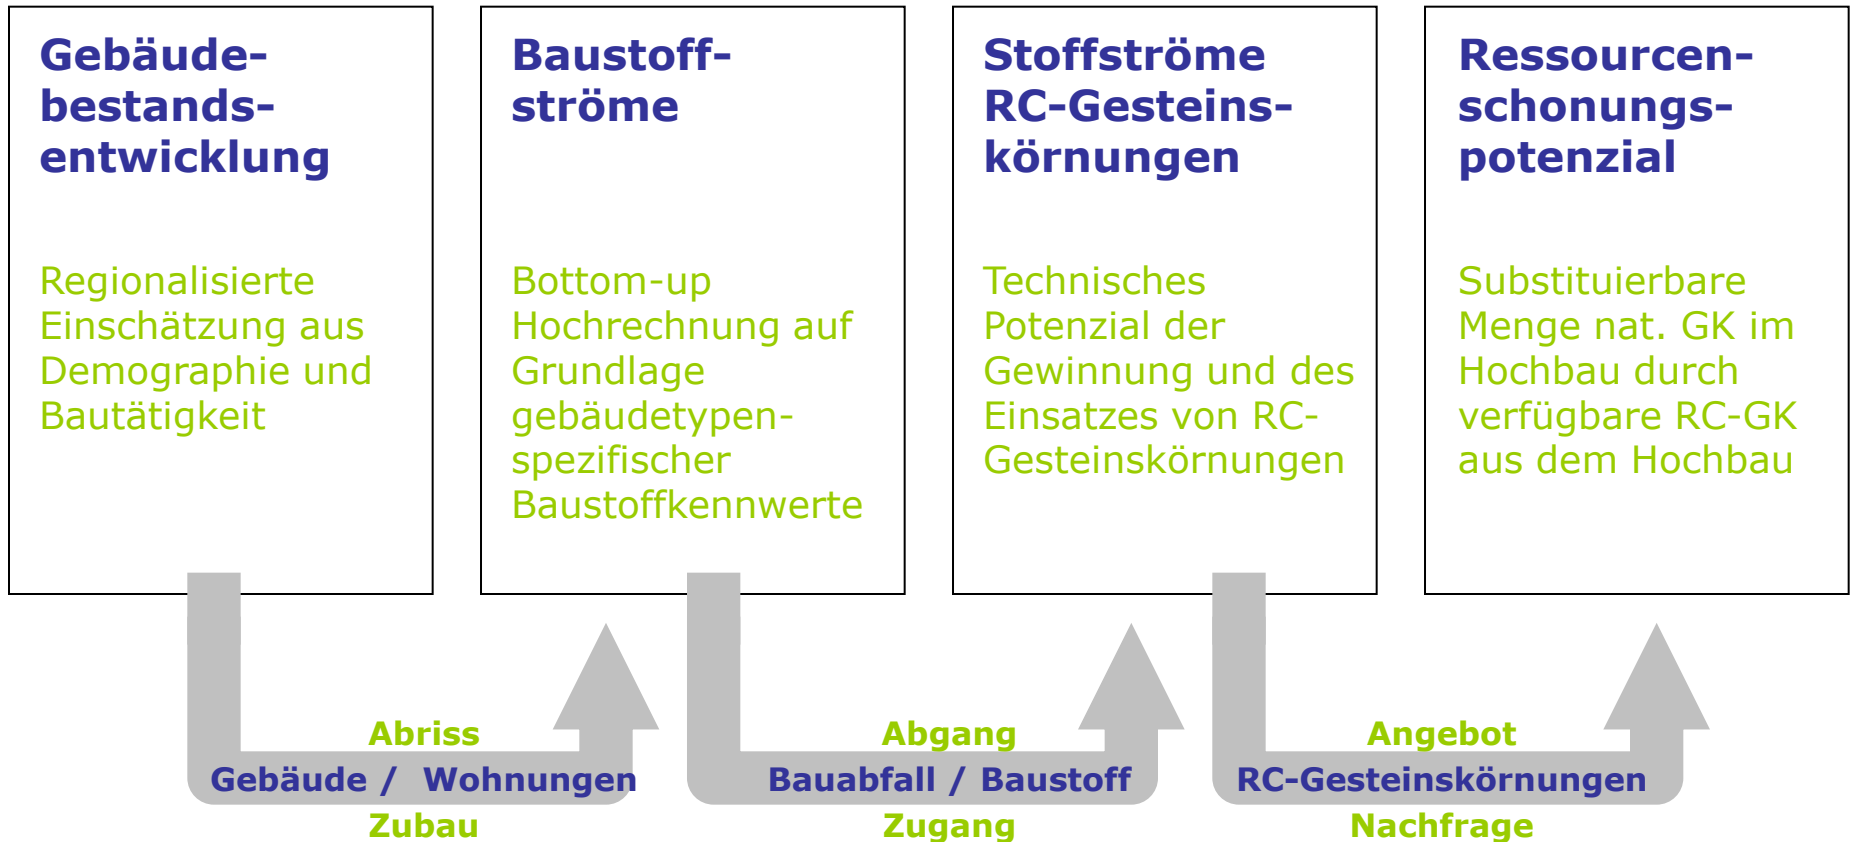 Gebäude-
bestands-
entwicklung
Regionalisierte
Einschätzung aus
Demographie und
Bautätigkeit
Baustoff-
ströme
Bottom-up
Hochrechnung auf
Grundlage
gebäudetypen-
spezifischer
Baustoffkennwerte
Stoffströme
RC-Gesteins-
körnungen
Technisches
Potenzial der
Gewinnung und des
Einsatzes von RC-
Gesteinskörnungen
Ressourcen-
schonungs-
potenzial
Substituierbare
Menge nat. GK im
Hochbau durch
verfügbare RC-GK
aus dem Hochbau
Abriss
Gebäude / Wohnungen
Zubau
Abgang
Bauabfall / Baustoff
Zugang
Angebot
RC-Gesteinskörnungen
Nachfrage